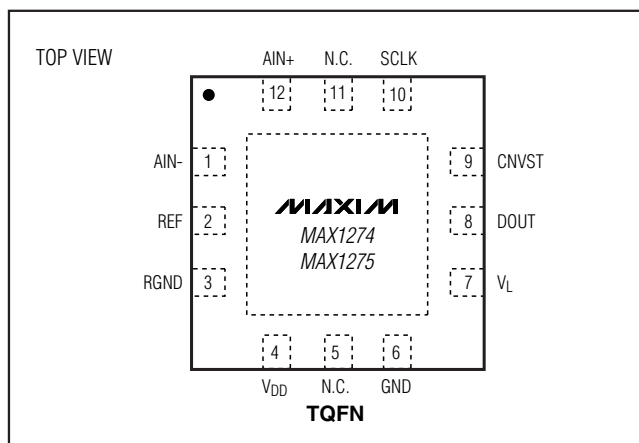 TOP VIEW
AIN+ N.C. SCLK
12 11 10
AIN- 1
9 CNVST
REF 2
8 DOUT
RGND 3
7 VL
MAXIM
MAX1274
MAX1275
4 5 6
VDD N.C. GND
TQFN